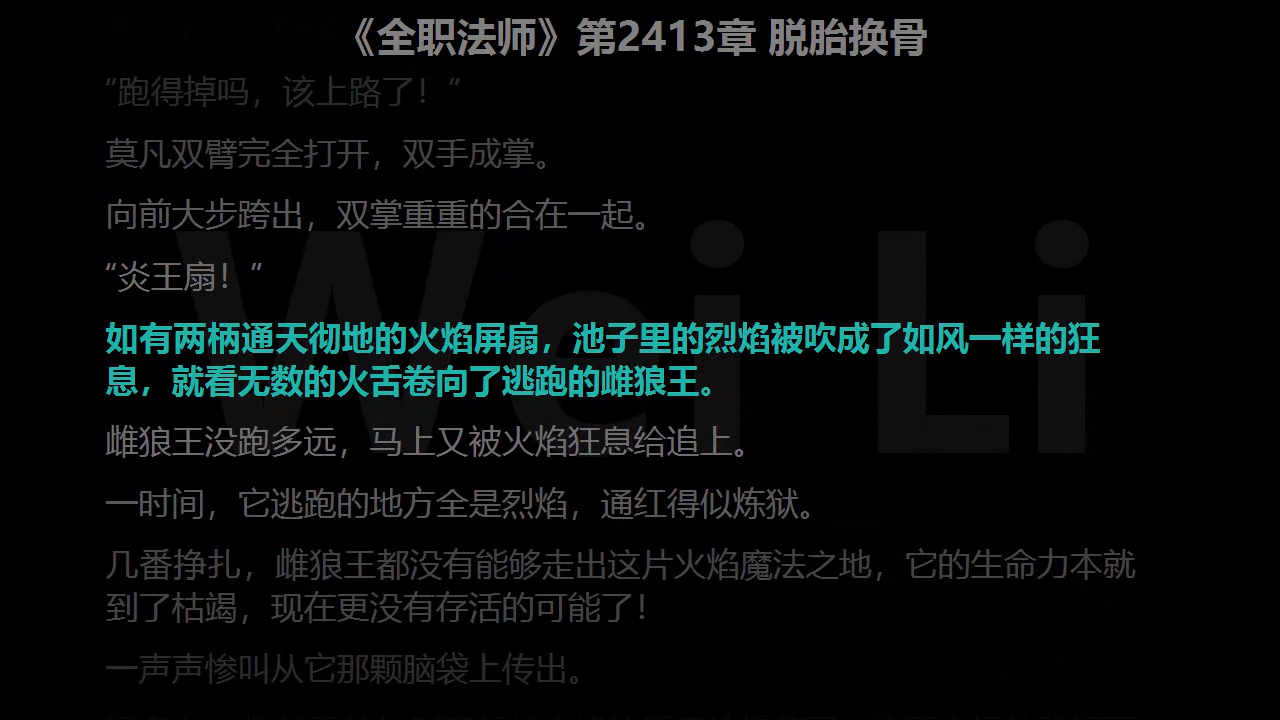 《全职法师》第2413章 脱胎换骨
“跑得掉吗，该上路了！”
莫凡双臂完全打开，双手成掌。
向前大步跨出，双掌重重的合在一起。
“炎王扇！”
如有两柄通天彻地的火焰屏扇，池子里的烈焰被吹成了如风一样的狂
息，就看无数的火舌卷向了逃跑的雌狼王。
雌狼王没跑多远，马上又被火焰狂息给追上。
一时间，它逃跑的地方全是烈焰，通红得似炼狱。
几番挣扎，雌狼王都没有能够走出这片火焰魔法之地，它的生命力本就
到了枯竭，现在更没有存活的可能了！
一声声惨叫从它那颗脑袋上传出。
Wei Li